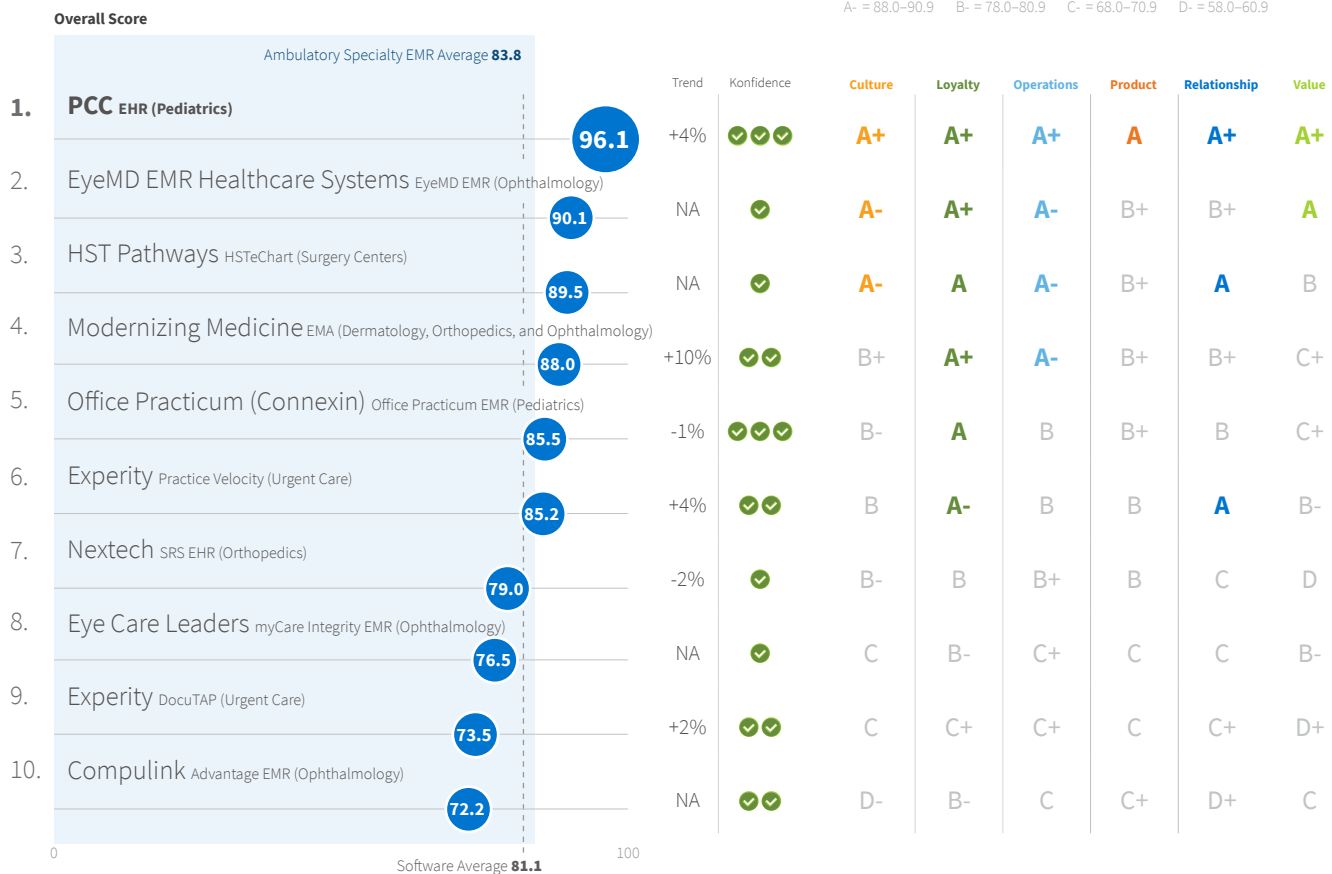 A- = 88.0–90.9 B- = 78.0–80.9 C- = 68.0–70.9 D- = 58.0–60.9
Overall Score
Ambulatory Specialty EMR Average 83.8
Trend Konfidence Culture Loyalty Operations Product Relationship Value
1. PCC EHR (Pediatrics)
96.1 +4% A+ A+ A+ A A+ A+
2. EyeMD EMR Healthcare Systems EyeMD EMR (Ophthalmology)
90.1 NA A- A+ A- B+ B+ A
3. HST Pathways HSTeChart (Surgery Centers)
89.5 NA A- A A- B+ A B
4. Modernizing Medicine EMA (Dermatology, Orthopedics, and Ophthalmology)
88.0 +10% B+ A+ A- B+ B+ C+
5. Office Practicum (Connexin) Office Practicum EMR (Pediatrics)
85.5 -1% B- A B B+ B C+
6. Experity Practice Velocity (Urgent Care)
85.2 +4% B A- B B A B-
7. Nextech SRS EHR (Orthopedics)
79.0 -2% B- B B+ B C D
8. Eye Care Leaders myCare Integrity EMR (Ophthalmology)
76.5 NA C B- C+ C C B-
9. Experity DocuTAP (Urgent Care)
73.5 +2% C C+ C+ C C+ D+
10. Compulink Advantage EMR (Ophthalmology)
72.2 NA D- B- C C+ D+ C
0 100
Software Average 81.1